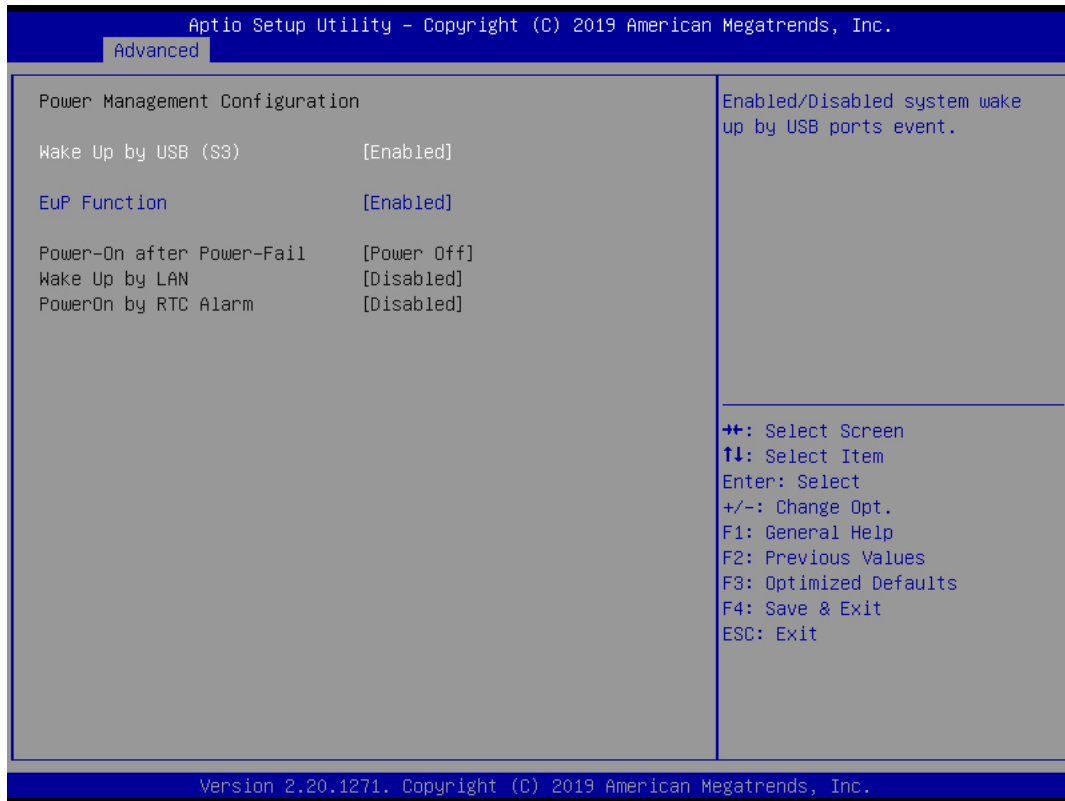 Aptio Setup Utility – Copyright (C) 2019 American Megatrends, Inc.
Advanced
Power Management Configuration
Wake Up by USB (S3) [Enabled]
EuP Function [Enabled]
Power-On after Power-Fail [Power Off]
Wake Up by LAN [Disabled]
PowerOn by RTC Alarm [Disabled]
Enabled/Disabled system wake
up by USB ports event.
→←: Select Screen
↑↓: Select Item
Enter: Select
+/-: Change Opt.
F1: General Help
F2: Previous Values
F3: Optimized Defaults
F4: Save & Exit
ESC: Exit
Version 2.20.1271. Copyright (C) 2019 American Megatrends, Inc.